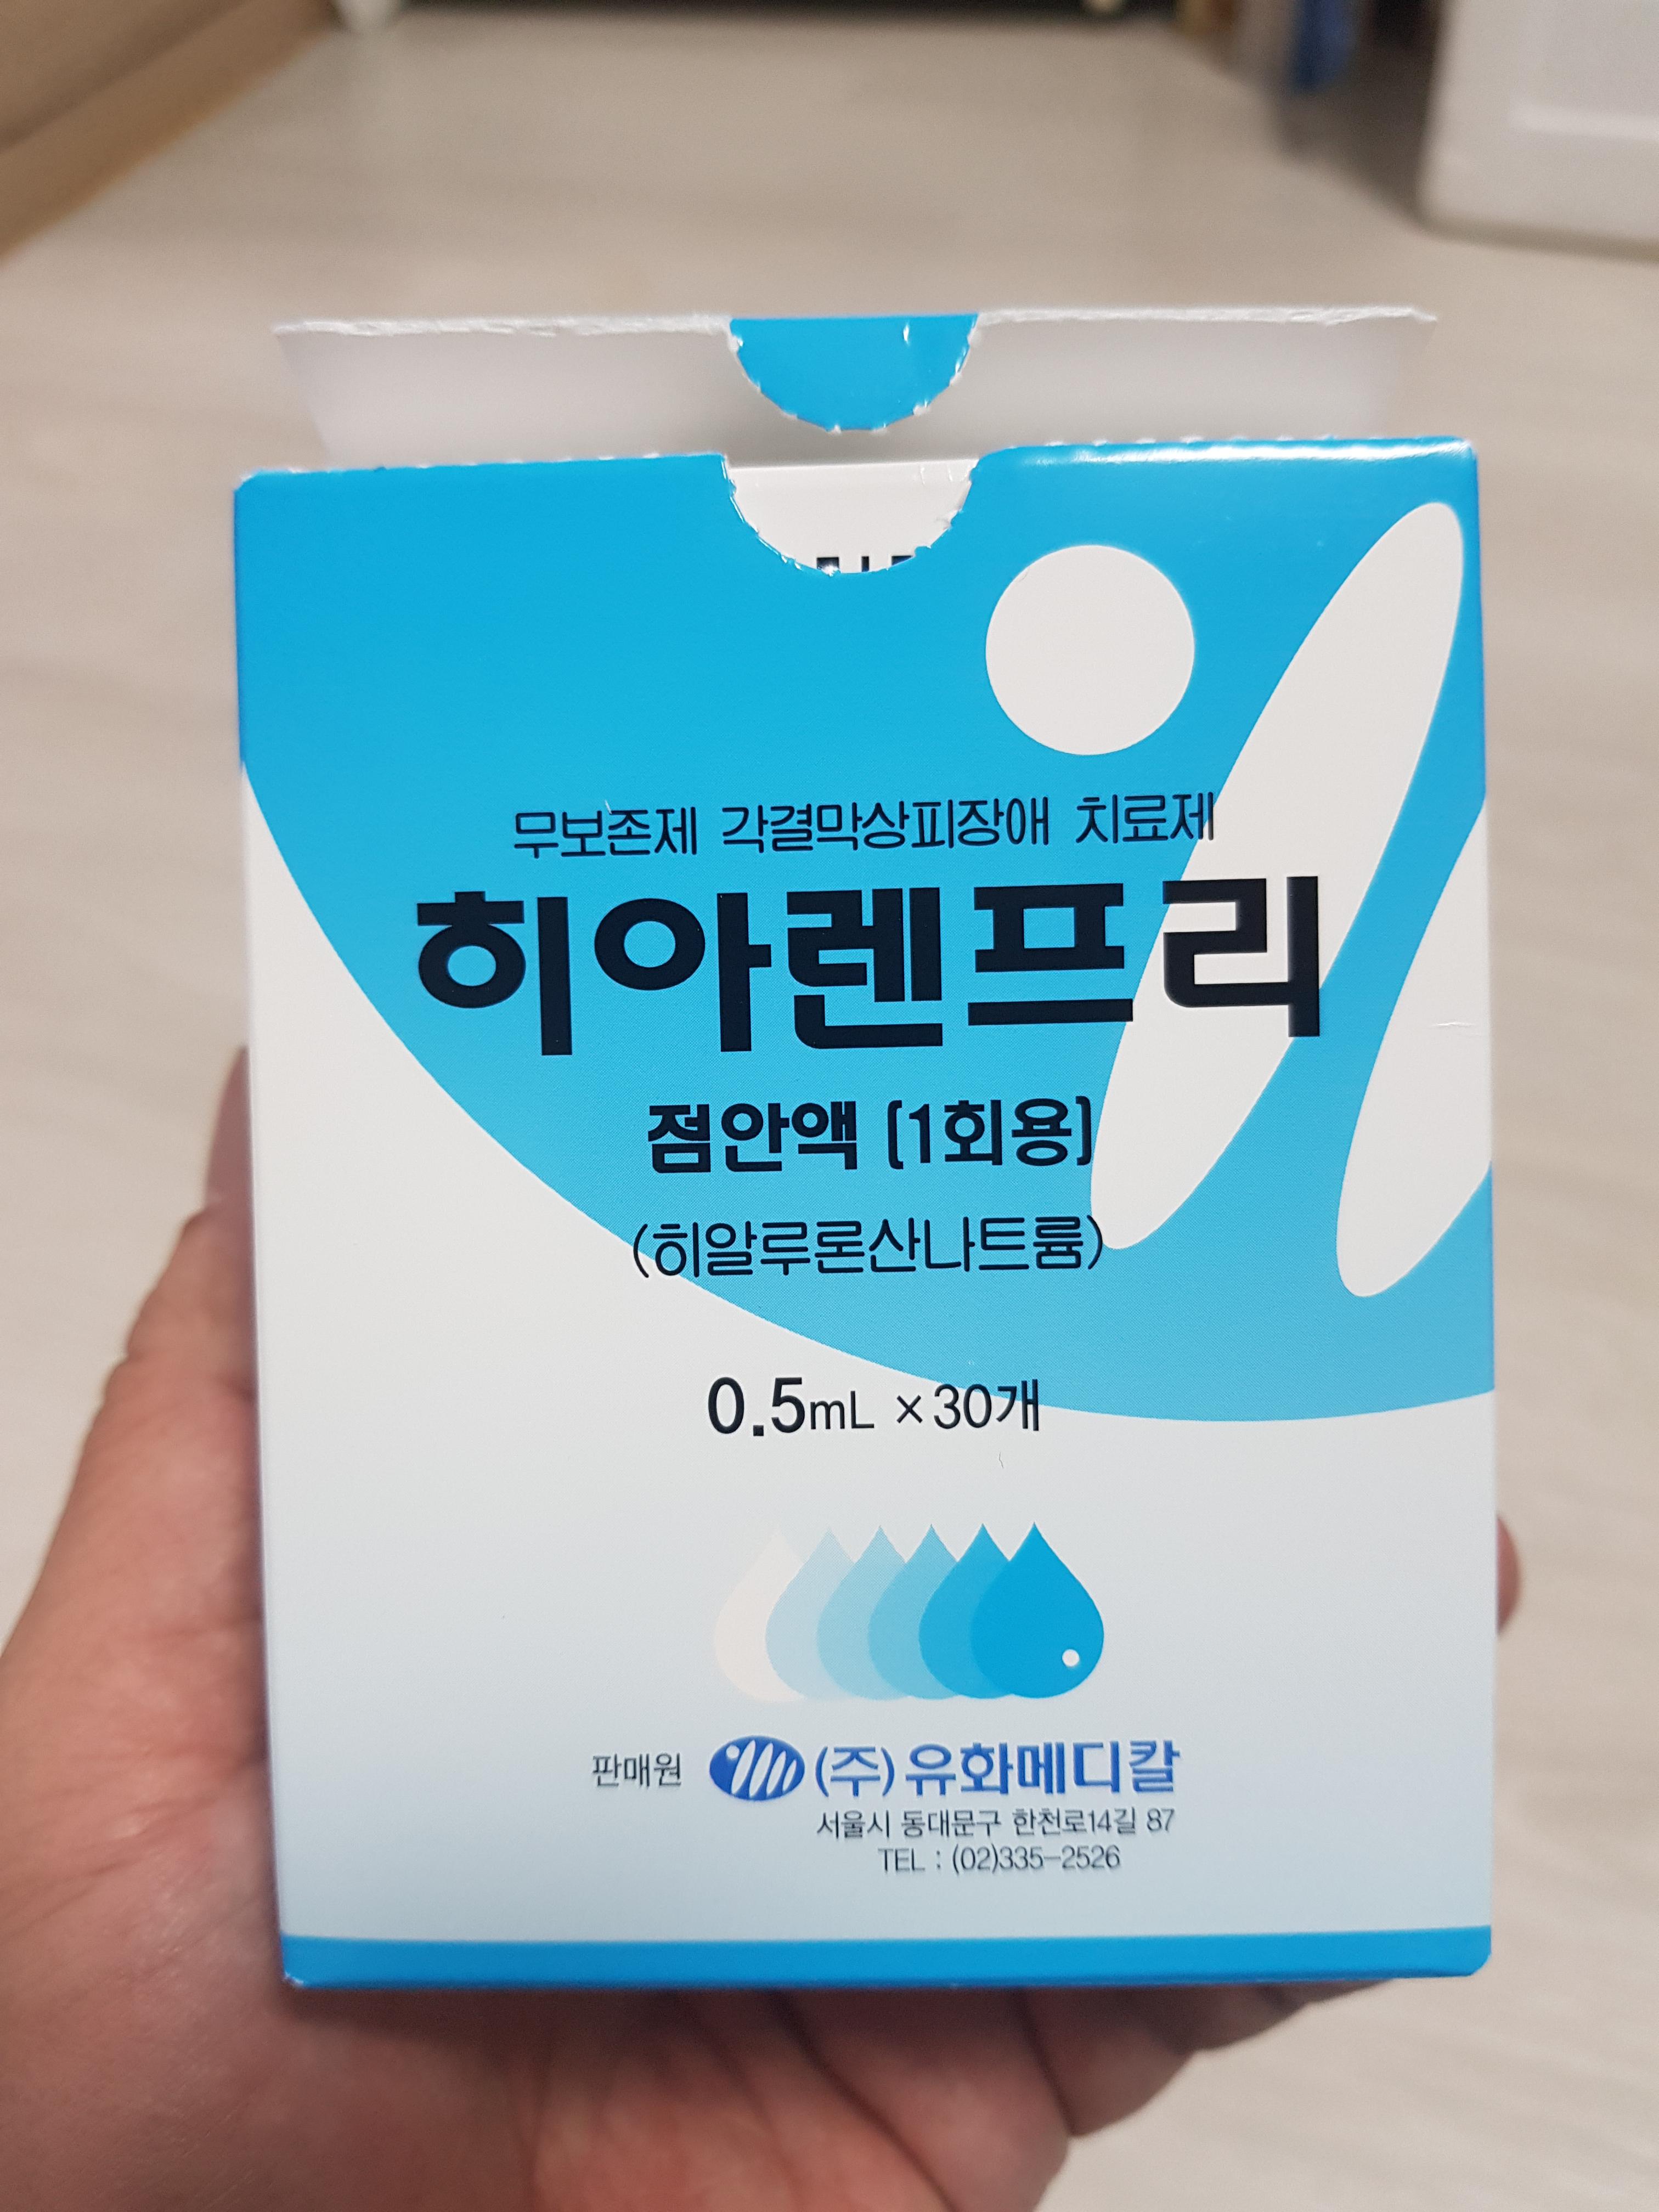 무보존제 각결막상피장애 치료제
히아렌프리
점안액 [1회용]
(히알루론산나트륨)
0.5mL ×30개
판매원 (주)유화메디칼
서울시 동대문구 한천로14길 87
TEL : (02)335-2526